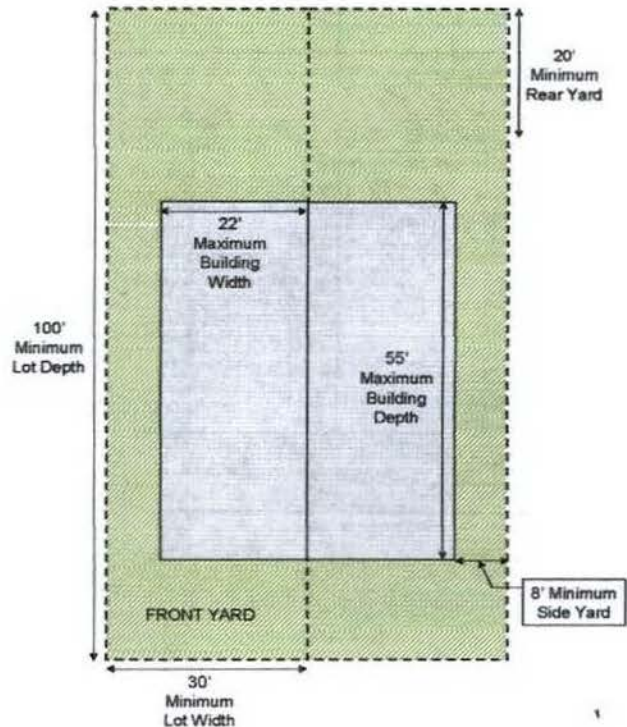 20'
Minimum
Rear Yard
22'
Maximum
Building
Width
100'
Minimum
Lot Depth
55'
Maximum
Building
Depth
8' Minimum
Side Yard
FRONT YARD
30'
Minimum
Lot Width